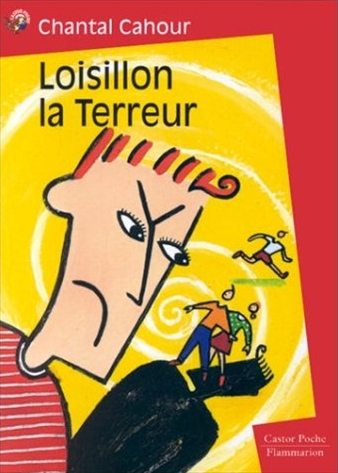 Chantal Cahour
Loisillon
la Terreur
Castor Poche
Flammarion